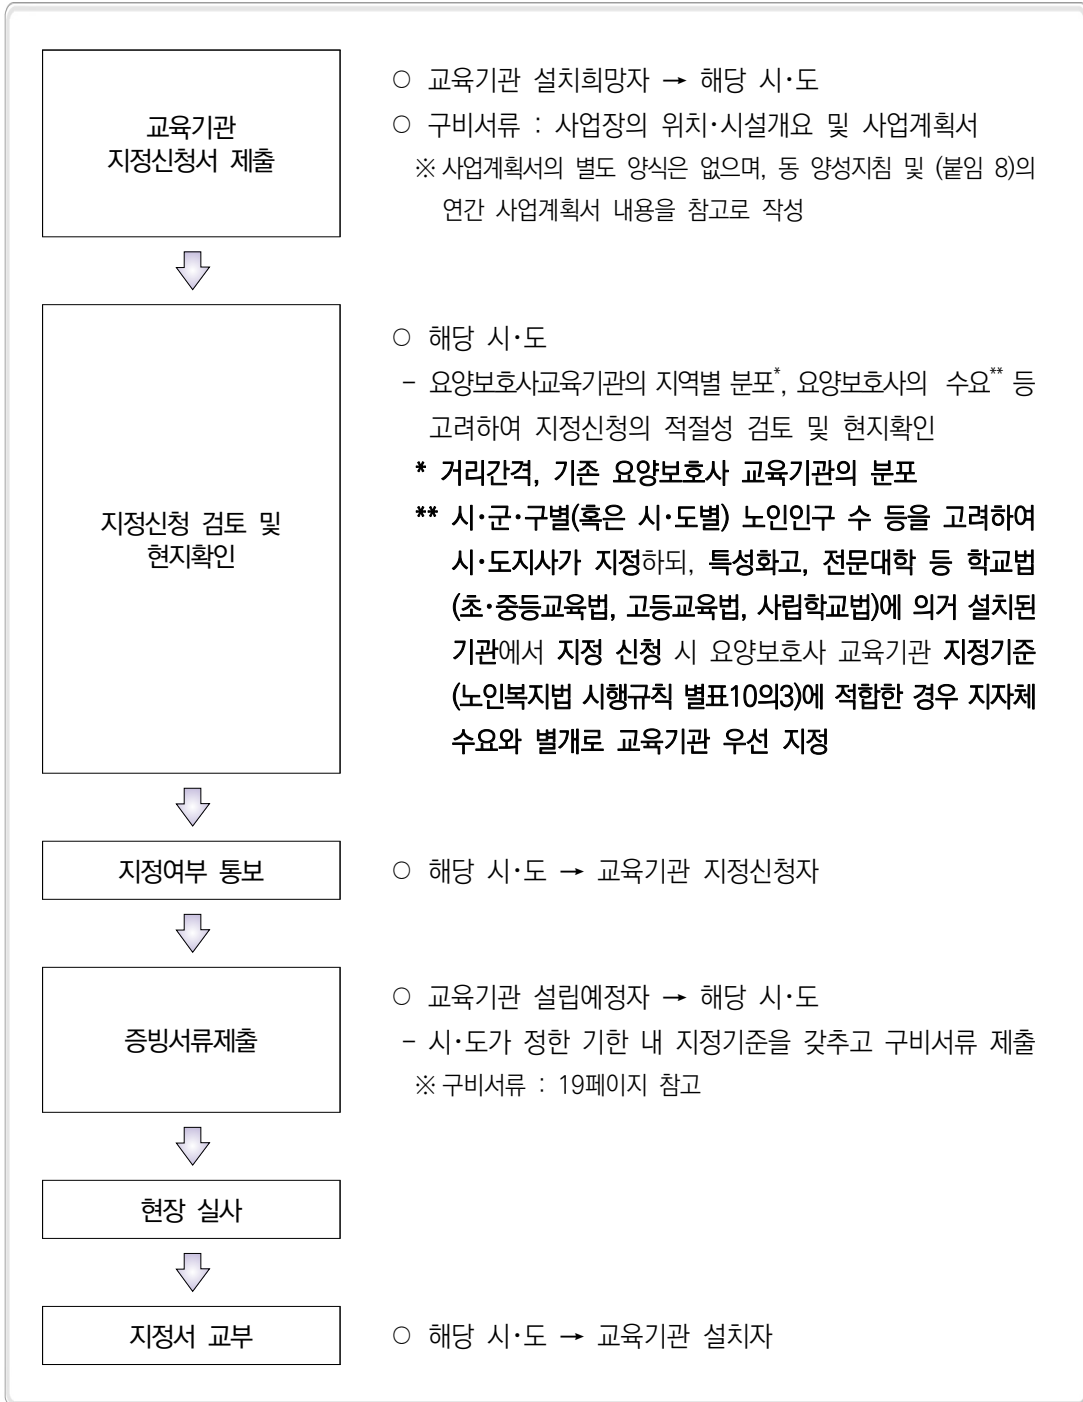 교육기관
지정신청서 제출
○ 교육기관 설치희망자 → 해당 시·도
○ 구비서류 : 사업장의 위치·시설개요 및 사업계획서
※ 사업계획서의 별도 양식은 없으며, 동 양성지침 및 (붙임 8)의
연간 사업계획서 내용을 참고로 작성
지정신청 검토 및
현지확인
○ 해당 시·도
- 요양보호사교육기관의 지역별 분포*, 요양보호사의 수요** 등
고려하여 지정신청의 적절성 검토 및 현지확인
* 거리간격, 기존 요양보호사 교육기관의 분포
** 시·군·구별(혹은 시·도별) 노인인구 수 등을 고려하여
시·도지사가 지정하되, 특성화고, 전문대학 등 학교법
(초·중등교육법, 고등교육법, 사립학교법)에 의거 설치된
기관에서 지정 신청 시 요양보호사 교육기관 지정기준
(노인복지법 시행규칙 별표10의3)에 적합한 경우 지자체
수요와 별개로 교육기관 우선 지정
지정여부 통보
○ 해당 시·도 → 교육기관 지정신청자
증빙서류제출
○ 교육기관 설립예정자 → 해당 시·도
- 시·도가 정한 기한 내 지정기준을 갖추고 구비서류 제출
※ 구비서류 : 19페이지 참고
현장 실사
지정서 교부
○ 해당 시·도 → 교육기관 설치자